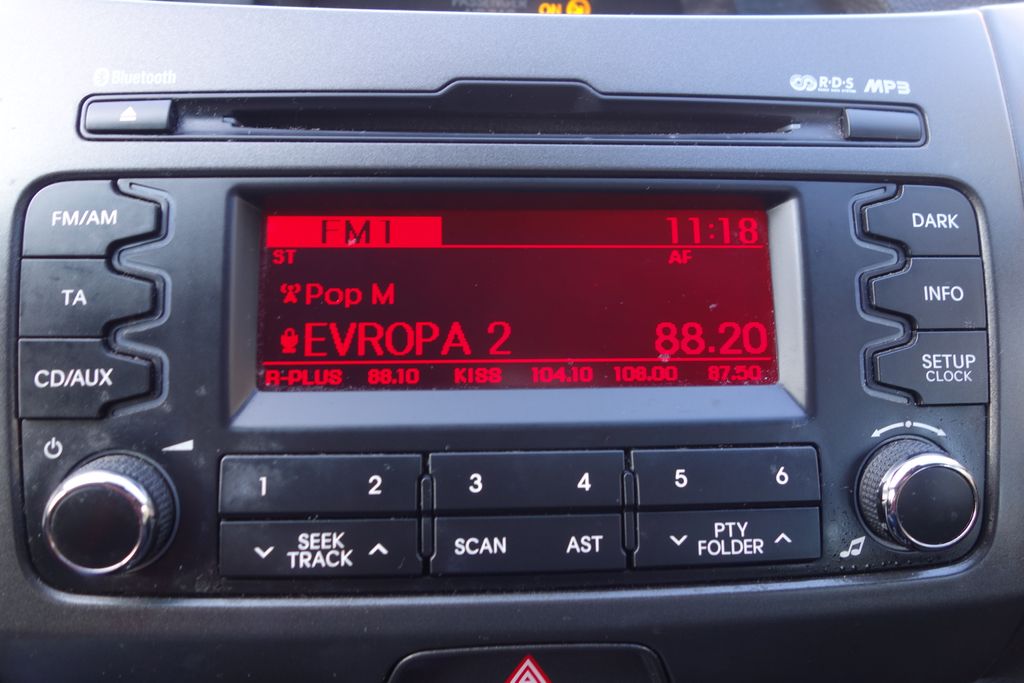 ON
Bluetooth
R·D·S
MP3
FM/AM
TA
CD/AUX
FM1
11:18
ST
AF
Pop M
EVROPA 2
88.20
A-PLUS 88.10 KISS 104.10 108.00 87.50
DARK
INFO
SETUP
CLOCK
1 2 3 4 5 6
SEEK
TRACK
SCAN
AST
PTY
FOLDER